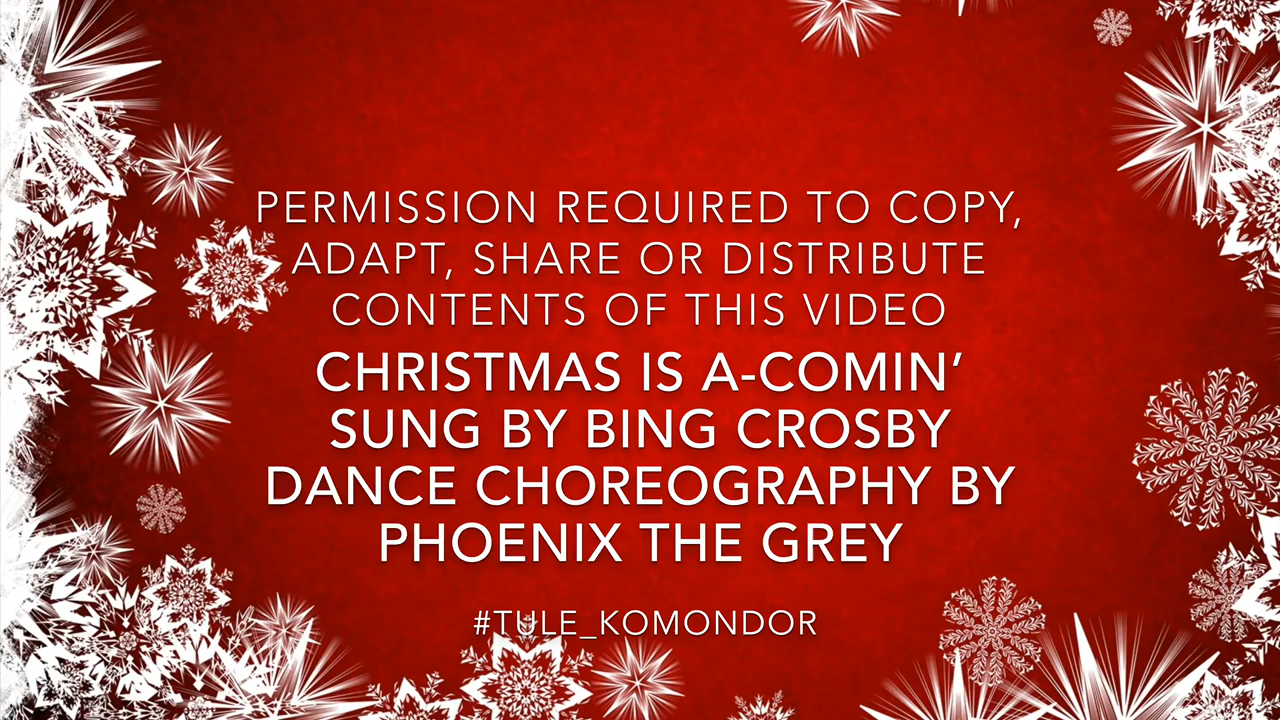 PERMISSION REQUIRED TO COPY,
ADAPT, SHARE OR DISTRIBUTE
CONTENTS OF THIS VIDEO
CHRISTMAS IS A-COMIN’
SUNG BY BING CROSBY
DANCE CHOREOGRAPHY BY
PHOENIX THE GREY
#TULE_KOMONDOR